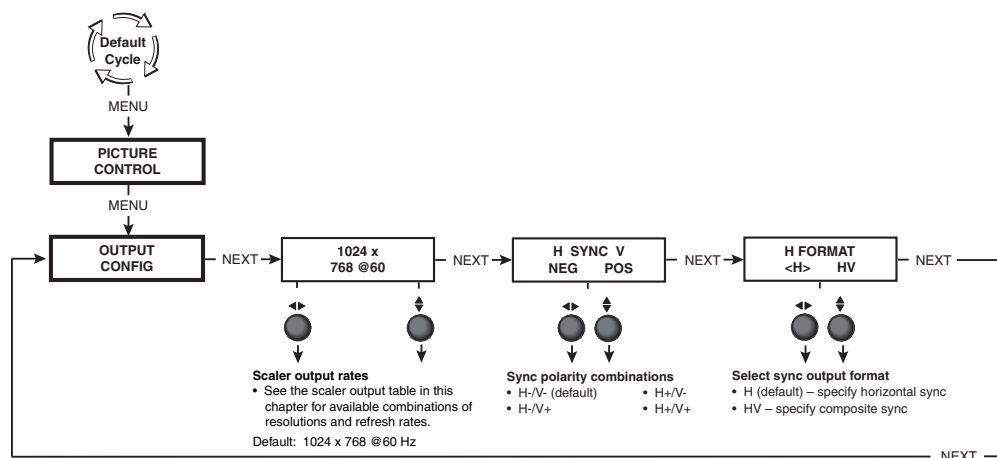 Default
Cycle
MENU
PICTURE
CONTROL
MENU
OUTPUT
CONFIG
NEXT
1024 x
768 @60
NEXT
H SYNC V
NEG POS
NEXT
H FORMAT
<H> HV
NEXT
Scaler output rates
• See the scaler output table in this
chapter for available combinations of
resolutions and refresh rates.
Default: 1024 x 768 @60 Hz
Sync polarity combinations
• H-/V- (default) • H+/V-
• H-/V+ • H+/V+
Select sync output format
• H (default) – specify horizontal sync
• HV – specify composite sync
NEXT